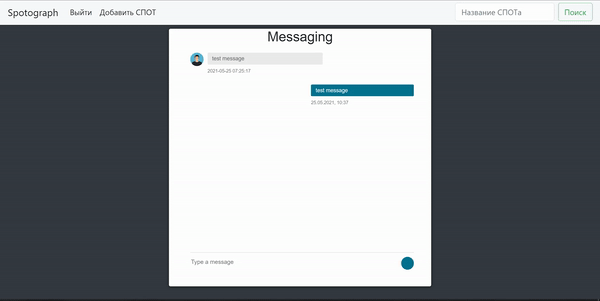 Spotograph Выйти Добавить СПОТ Название СПОТа Поиск
Messaging
test message
2021-05-25 07:25:17
test message
25.05.2021, 10:37
Type a message